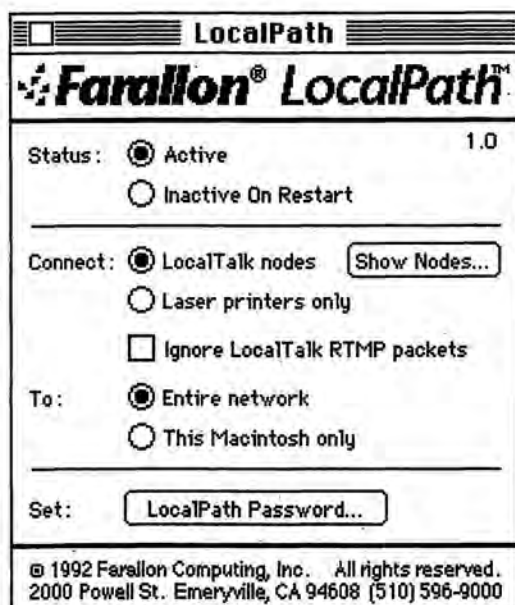 LocalPath
Farallon® LocalPath™
1.0
Status: Active
Inactive On Restart
Connect: LocalTalk nodes Show Nodes...
Laser printers only
Ignore LocalTalk RTMP packets
To: Entire network
This Macintosh only
Set: LocalPath Password...
© 1992 Farallon Computing, Inc. All rights reserved.
2000 Powell St. Emeryville, CA 94608 (510) 596-9000